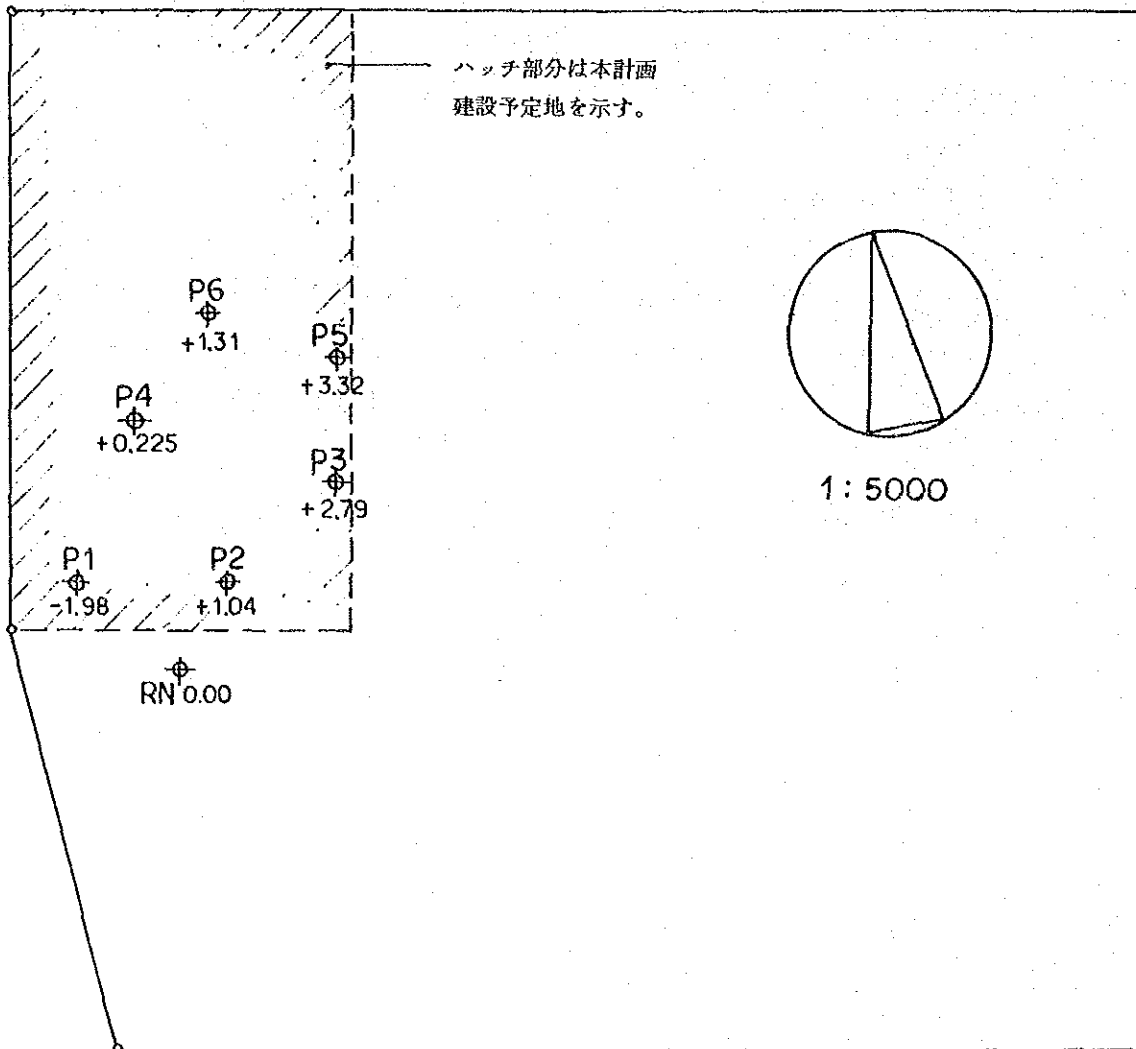 ハッチ部分は本計画
建設予定地を示す。
P6
+1.31
P5
+3.32
P4
+0.225
P3
+2.79
1:5000
P1
-1.98
P2
+1.04
RN 0.00